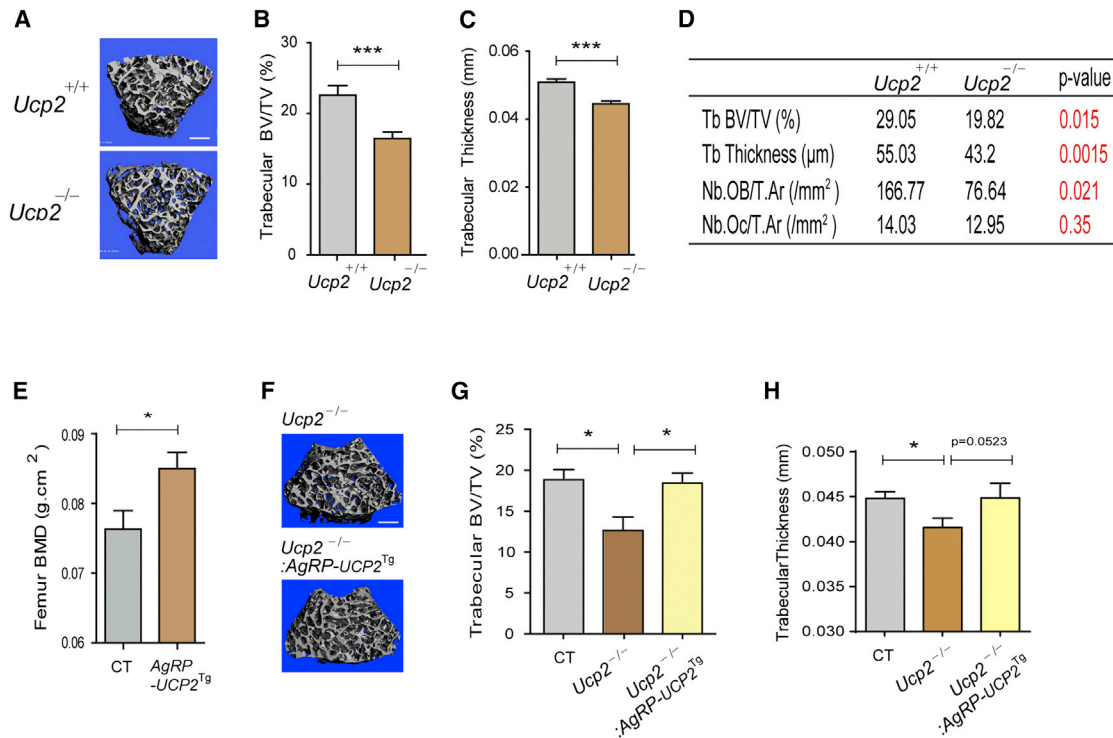 A
Ucp2+/+
Ucp2−/−
B
Trabecular BV/TV (%)
30
20
10
0
***
Ucp2+/+ Ucp2−/−
C
Trabecular Thickness (mm)
0.06
0.04
0.02
0.00
***
Ucp2+/+ Ucp2−/−
D
Ucp2+/+ Ucp2−/− p-value
Tb BV/TV (%) 29.05 19.82 0.015
Tb Thickness (µm) 55.03 43.2 0.0015
Nb.OB/T.Ar (/mm2) 166.77 76.64 0.021
Nb.Oc/T.Ar (/mm2) 14.03 12.95 0.35
E
Femur BMD (g.cm2)
0.09
0.08
0.07
0.06
*
CT AgRP
-UCP2Tg
F
Ucp2−/−
Ucp2−/−
:AgRP-UCP2Tg
G
Trabecular BV/TV (%)
25
20
15
10
5
0
* *
CT
Ucp2−/−
Ucp2−/−
:AgRP-UCP2Tg
H
TrabecularThickness (mm)
0.050
0.045
0.040
0.035
0.030
* p=0.0523
CT
Ucp2−/−
Ucp2−/−
:AgRP-UCP2Tg